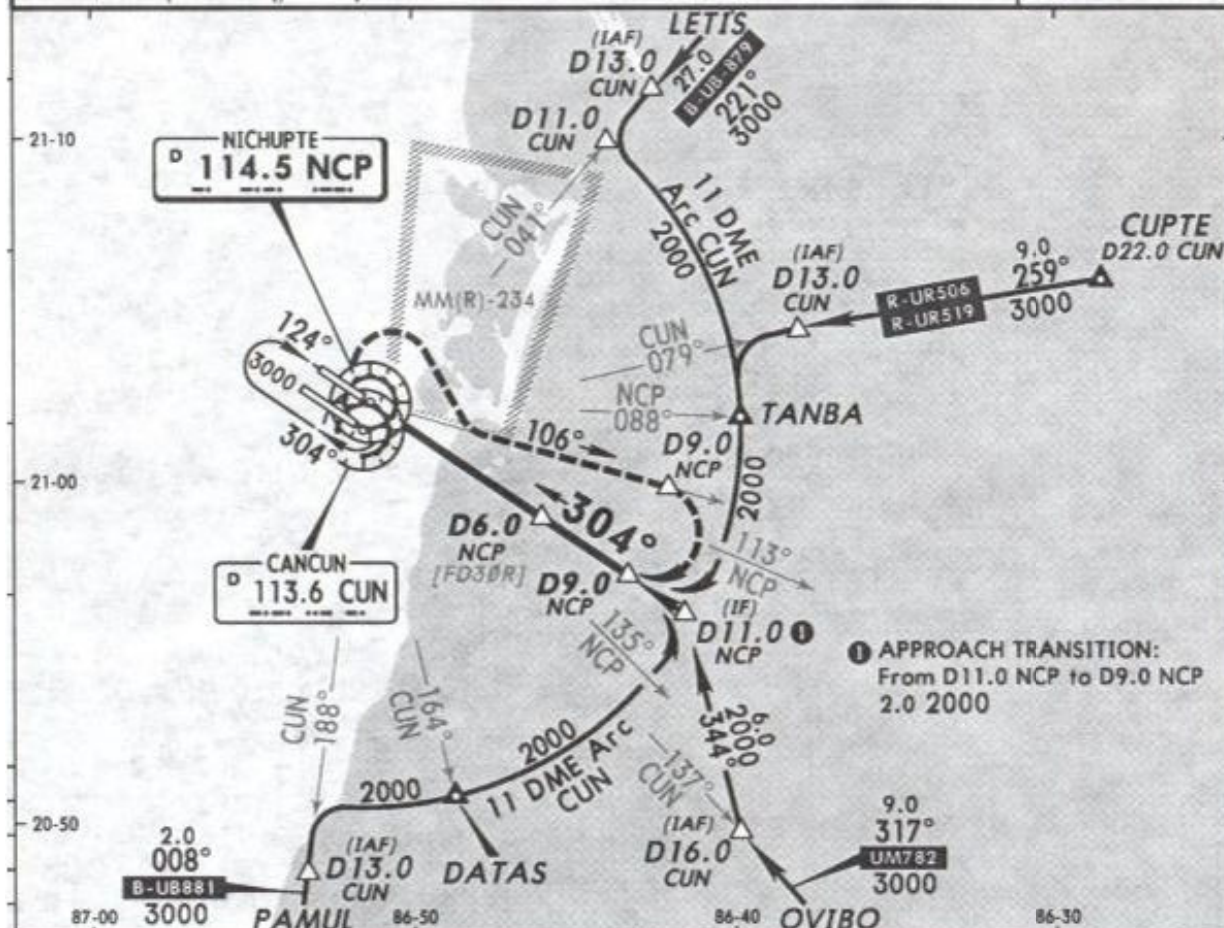 LETIS
(IAF)
D13.0
CUN
27.0
B-UB-879
221°
3000
D11.0
CUN
21-10
NICHUPTE
D 114.5 NCP
CUN
041°
11 DME
Arc CUN
2000
CUPTE
D22.0 CUN
(IAF)
D13.0
CUN
9.0
259°
3000
R-UR506
R-UR519
MM(R)-234
CUN
079°
NCP
088°
TANBA
124°
3000
304°
106°
D9.0
NCP
2000
21-00
304°
D6.0
NCP
[FD30R]
113°
NCP
CANCUN
D 113.6 CUN
D9.0
NCP
(IF)
D11.0
NCP
135°
NCP
APPROACH TRANSITION:
From D11.0 NCP to D9.0 NCP
2.0 2000
CUN
188°
164°
CUN
2000
11 DME Arc
CUN
6.0
2000
344°
137°
CUN
2000
20-50
2.0
008°
B-UB881
3000
(IAF)
D13.0
CUN
DATAS
(IAF)
D16.0
CUN
9.0
317°
UM782
3000
87-00
PAMUL
86-50
86-40
OVIBO
86-30